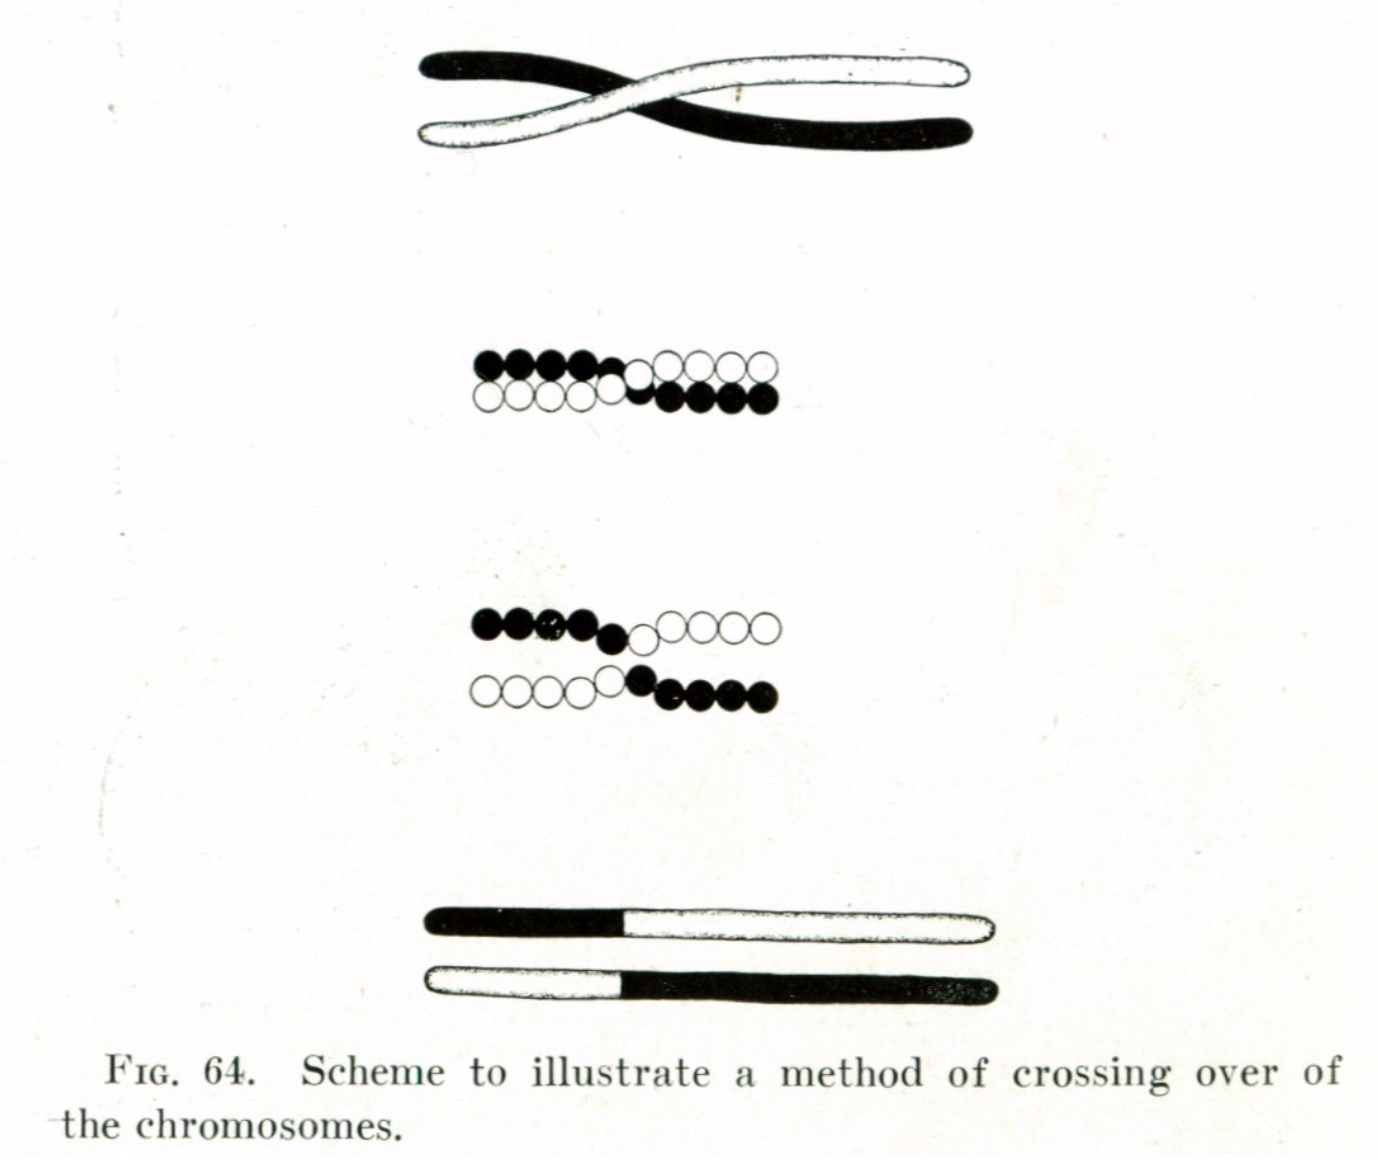 Fig. 64. Scheme to illustrate a method of crossing over of
the chromosomes.